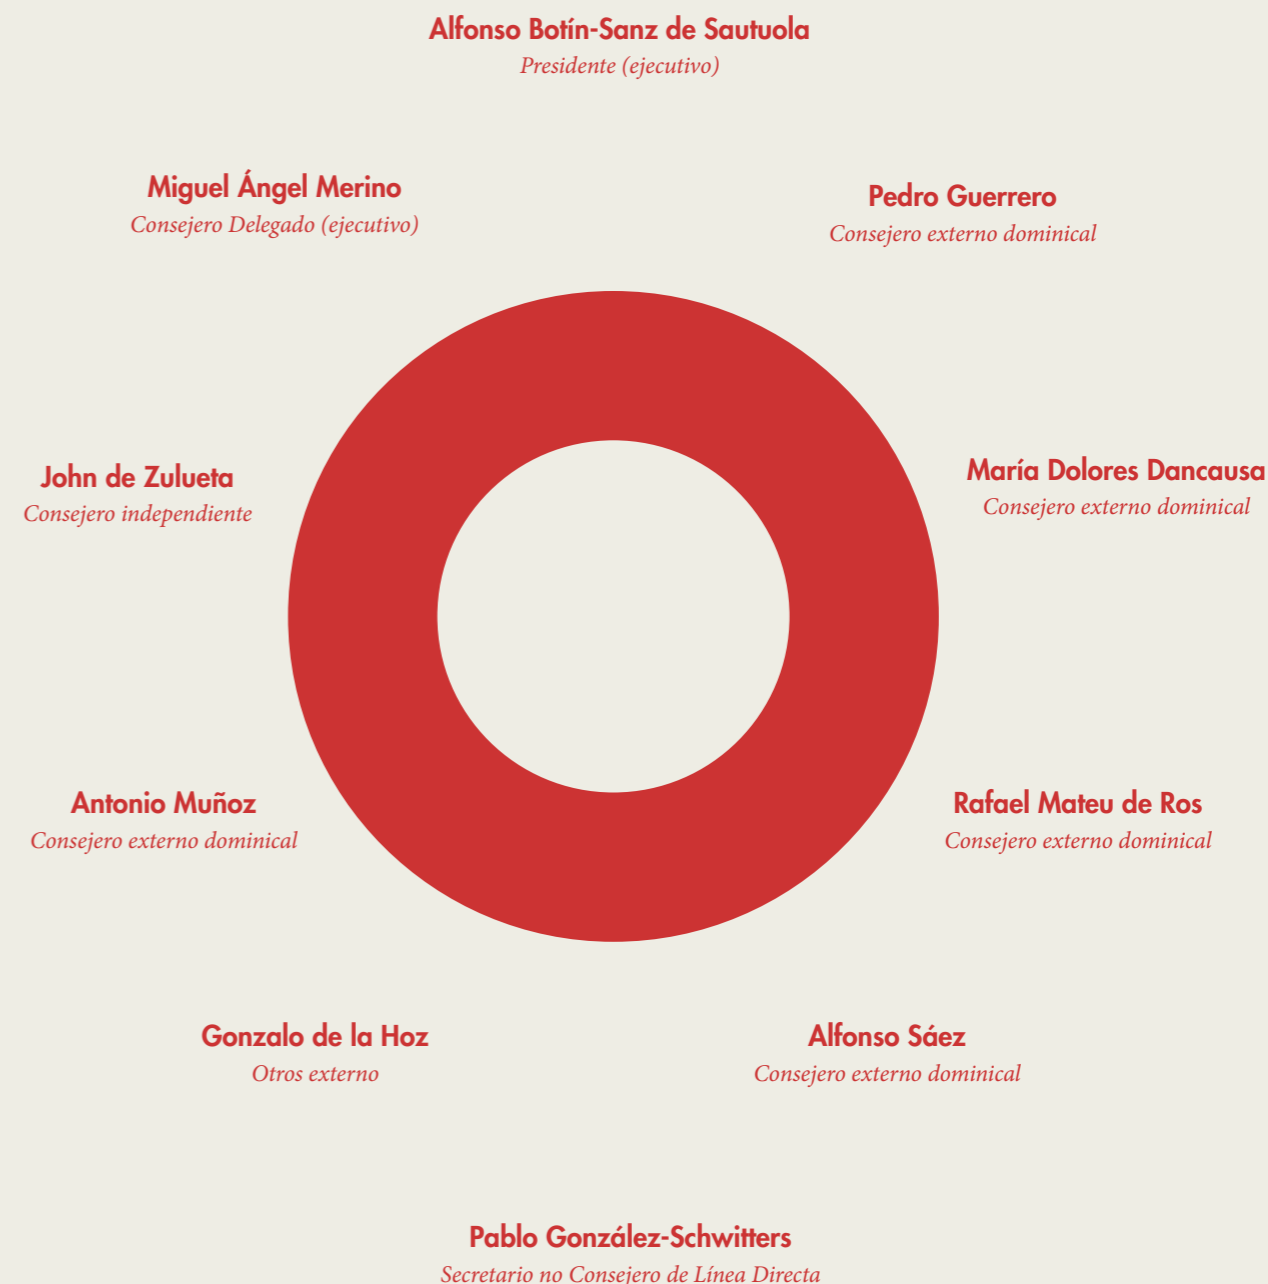 Alfonso Botín-Sanz de Sautuola
Presidente (ejecutivo)
Miguel Ángel Merino
Consejero Delegado (ejecutivo)
Pedro Guerrero
Consejero externo dominical
John de Zulueta
Consejero independiente
María Dolores Dancausa
Consejero externo dominical
Antonio Muñoz
Consejero externo dominical
Rafael Mateu de Ros
Consejero externo dominical
Gonzalo de la Hoz
Otros externo
Alfonso Sáez
Consejero externo dominical
Pablo González-Schwitters
Secretario no Consejero de Línea Directa